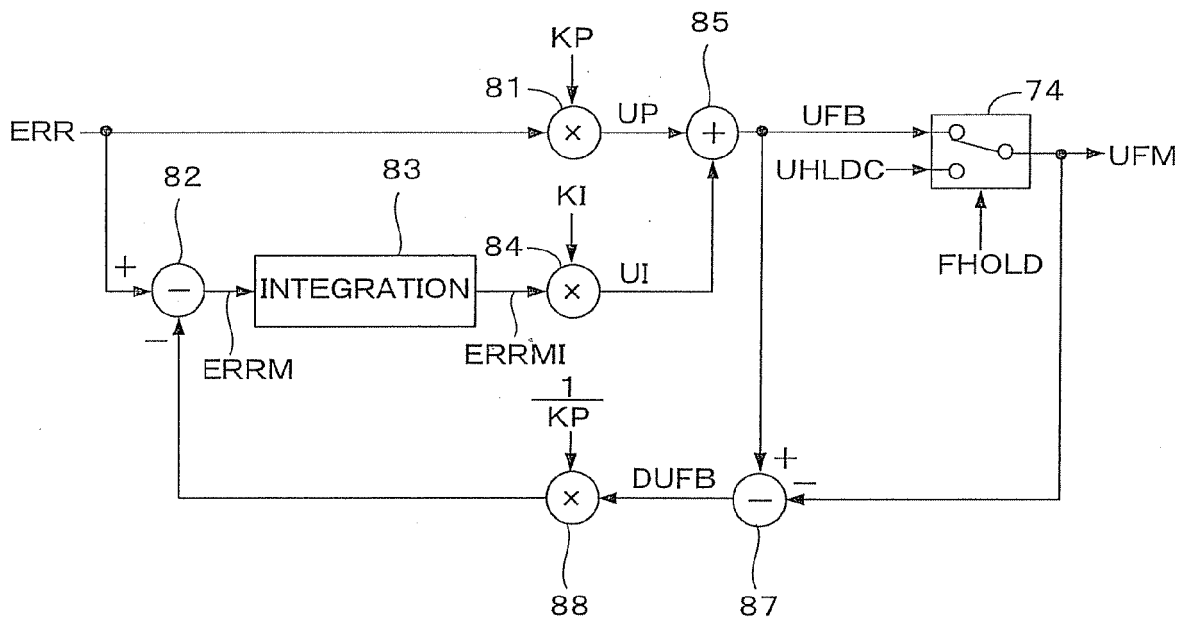 KP
85
81
74
ERR
×
UP
+
UFB
UFM
UHLDC
82
83
KI
84
FHOLD
+
−
INTEGRATION
×
UI
−
ERRM
ERRMI
1
KP
+
−
DUFB
×
−
88
87